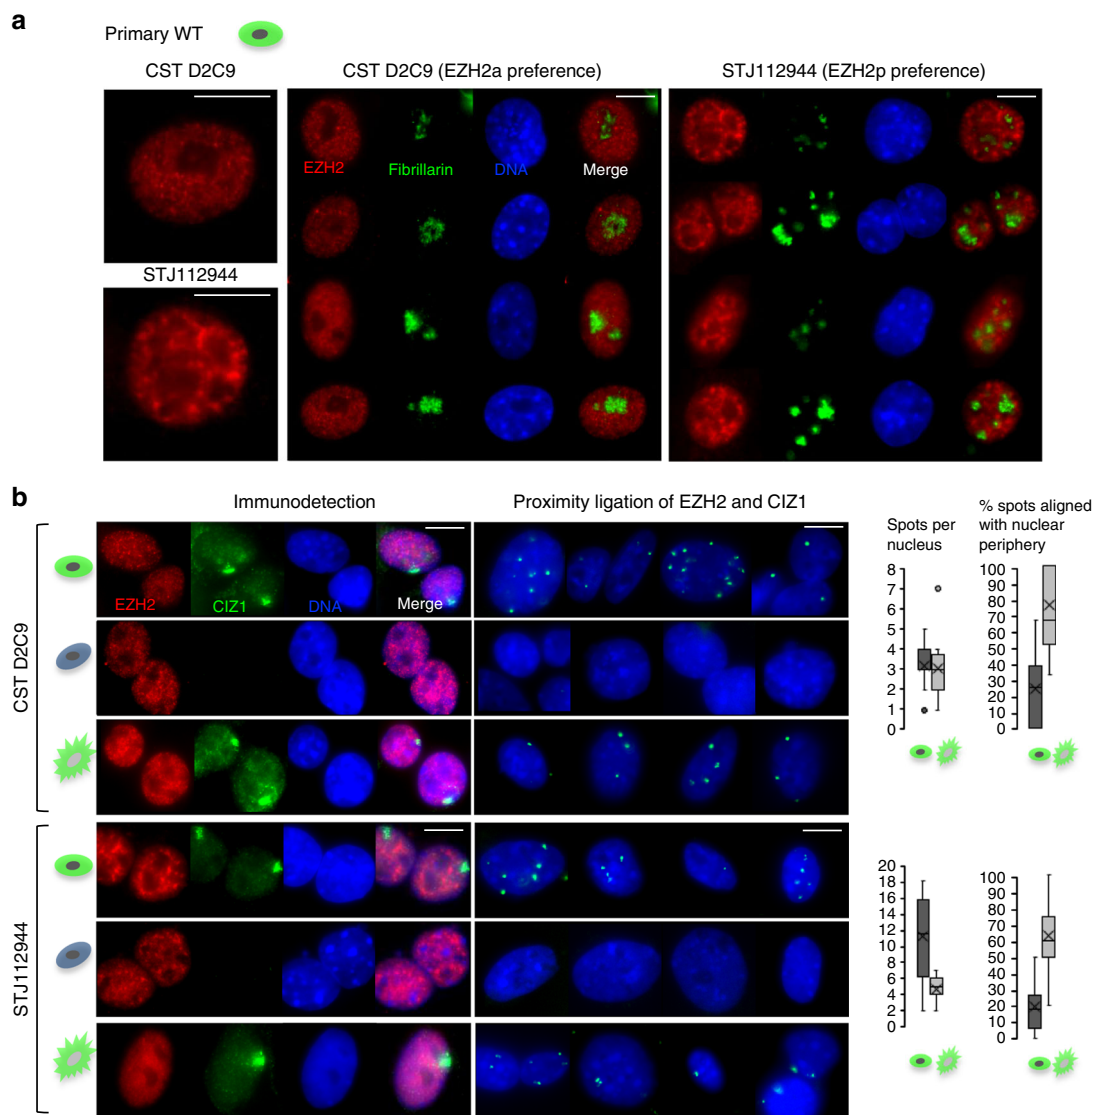 a
Primary WT
CST D2C9
CST D2C9 (EZH2a preference)
STJ112944 (EZH2p preference)
EZH2
Fibrillarin
DNA
Merge
STJ112944
b
Immunodetection
Proximity ligation of EZH2 and CIZ1
Spots per
nucleus
% spots aligned
with nuclear
periphery
CST D2C9
EZH2
CIZ1
DNA
Merge
8
7
6
5
4
3
2
1
0
100
90
80
70
60
50
40
30
20
10
0
STJ112944
20
18
16
14
12
10
8
6
4
2
0
100
90
80
70
60
50
40
30
20
10
0